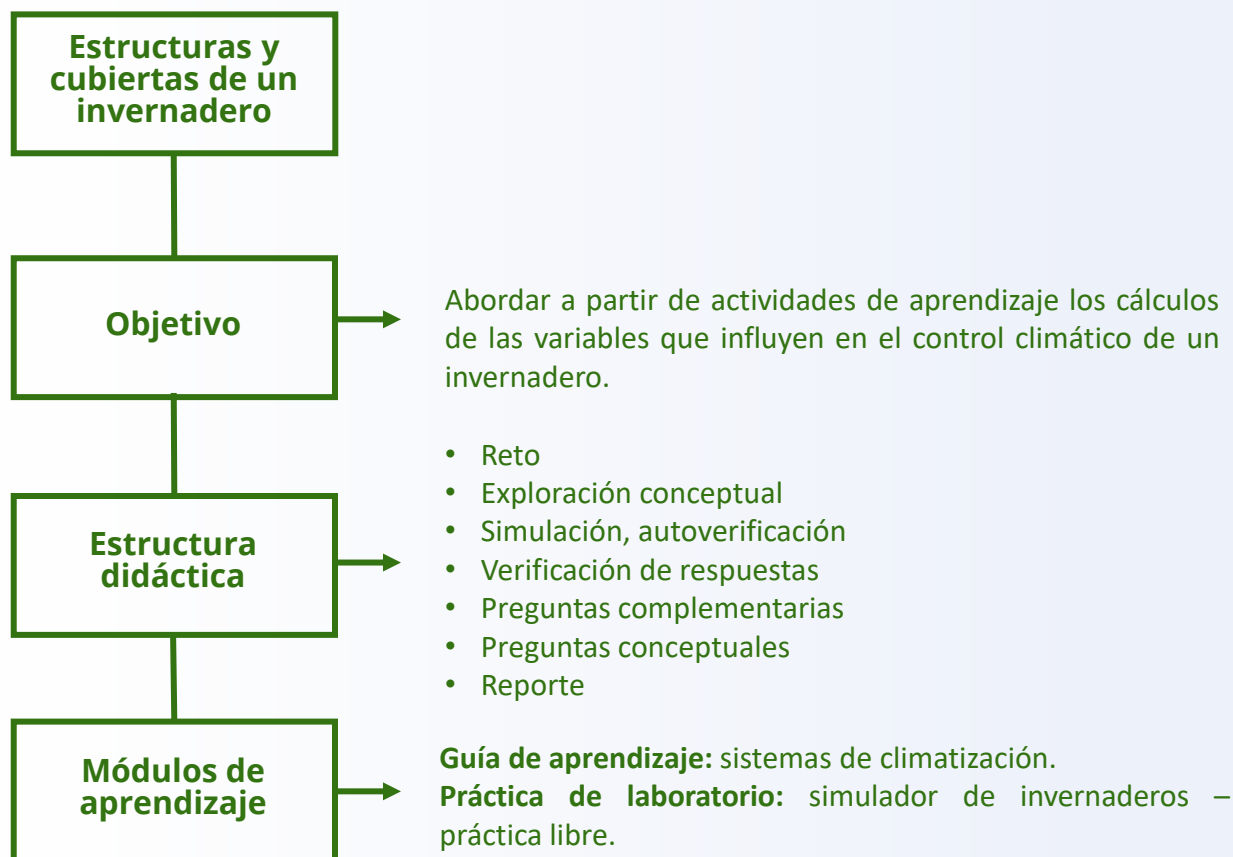 Estructuras y
cubiertas de un
invernadero
Objetivo
Abordar a partir de actividades de aprendizaje los cálculos
de las variables que influyen en el control climático de un
invernadero.
Estructura
didáctica
• Reto
• Exploración conceptual
• Simulación, autoverificación
• Verificación de respuestas
• Preguntas complementarias
• Preguntas conceptuales
• Reporte
Módulos de
aprendizaje
Guía de aprendizaje: sistemas de climatización.
Práctica de laboratorio: simulador de invernaderos –
práctica libre.